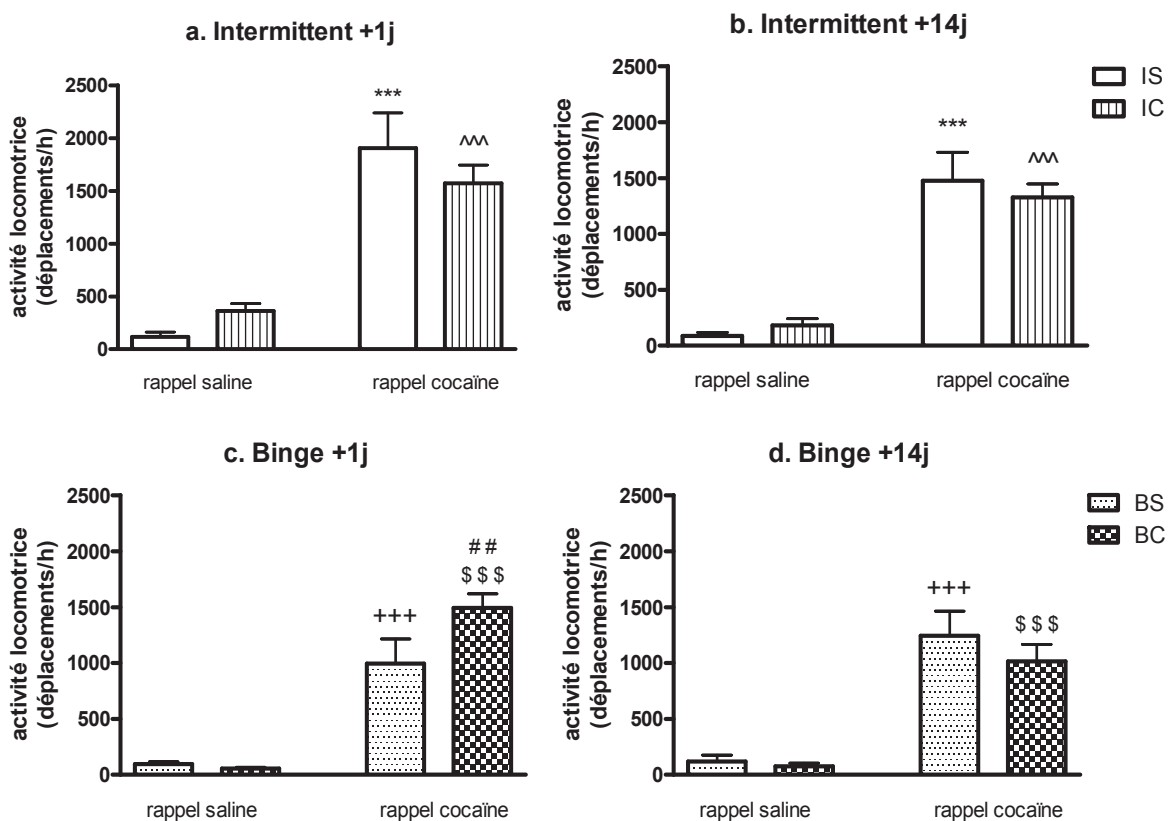 a. Intermittent +1j
activité locomotrice
(déplacements/h)
2500
2000
1500
1000
500
0
***
^^^
rappel saline
rappel cocaïne
b. Intermittent +14j
activité locomotrice
(déplacements/h)
2500
2000
1500
1000
500
0
***
^^^
rappel saline
rappel cocaïne
IS
IC
c. Binge +1j
activité locomotrice
(déplacements/h)
2500
2000
1500
1000
500
0
+++
# #
$ $ $
rappel saline
rappel cocaïne
d. Binge +14j
activité locomotrice
(déplacements/h)
2500
2000
1500
1000
500
0
+++
$ $ $
rappel saline
rappel cocaïne
BS
BC